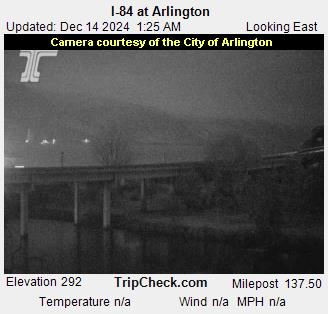 I-84 at Arlington
Updated: Dec 14 2024 1:25 AM Looking East
Camera courtesy of the City of Arlington
Elevation 292 TripCheck.com Milepost 137.50
Temperature n/a Wind n/a MPH n/a